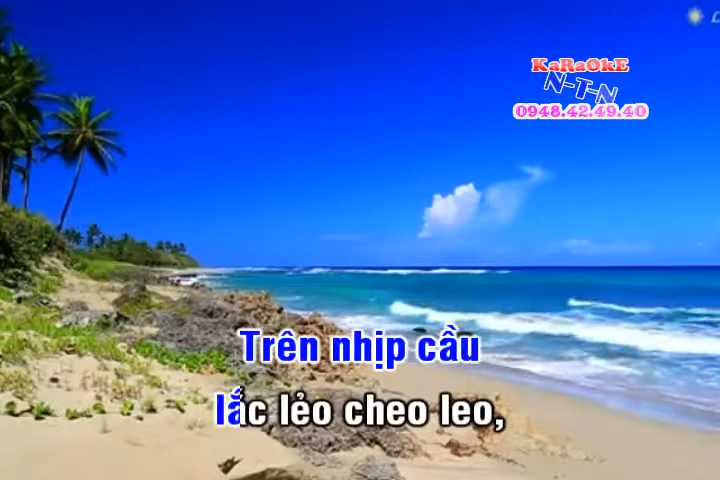 KaRaOkE
N-T-N
0948.42.49.40
Trên nhịp cầu
lắc lẻo cheo leo,